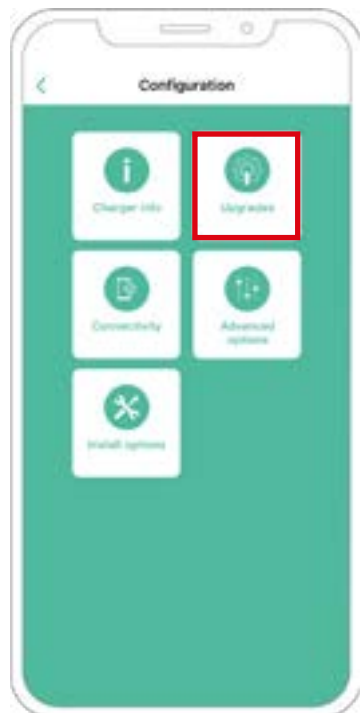 Configuration
Charger info
Upgrades
Connectivity
Advanced
options
Install options